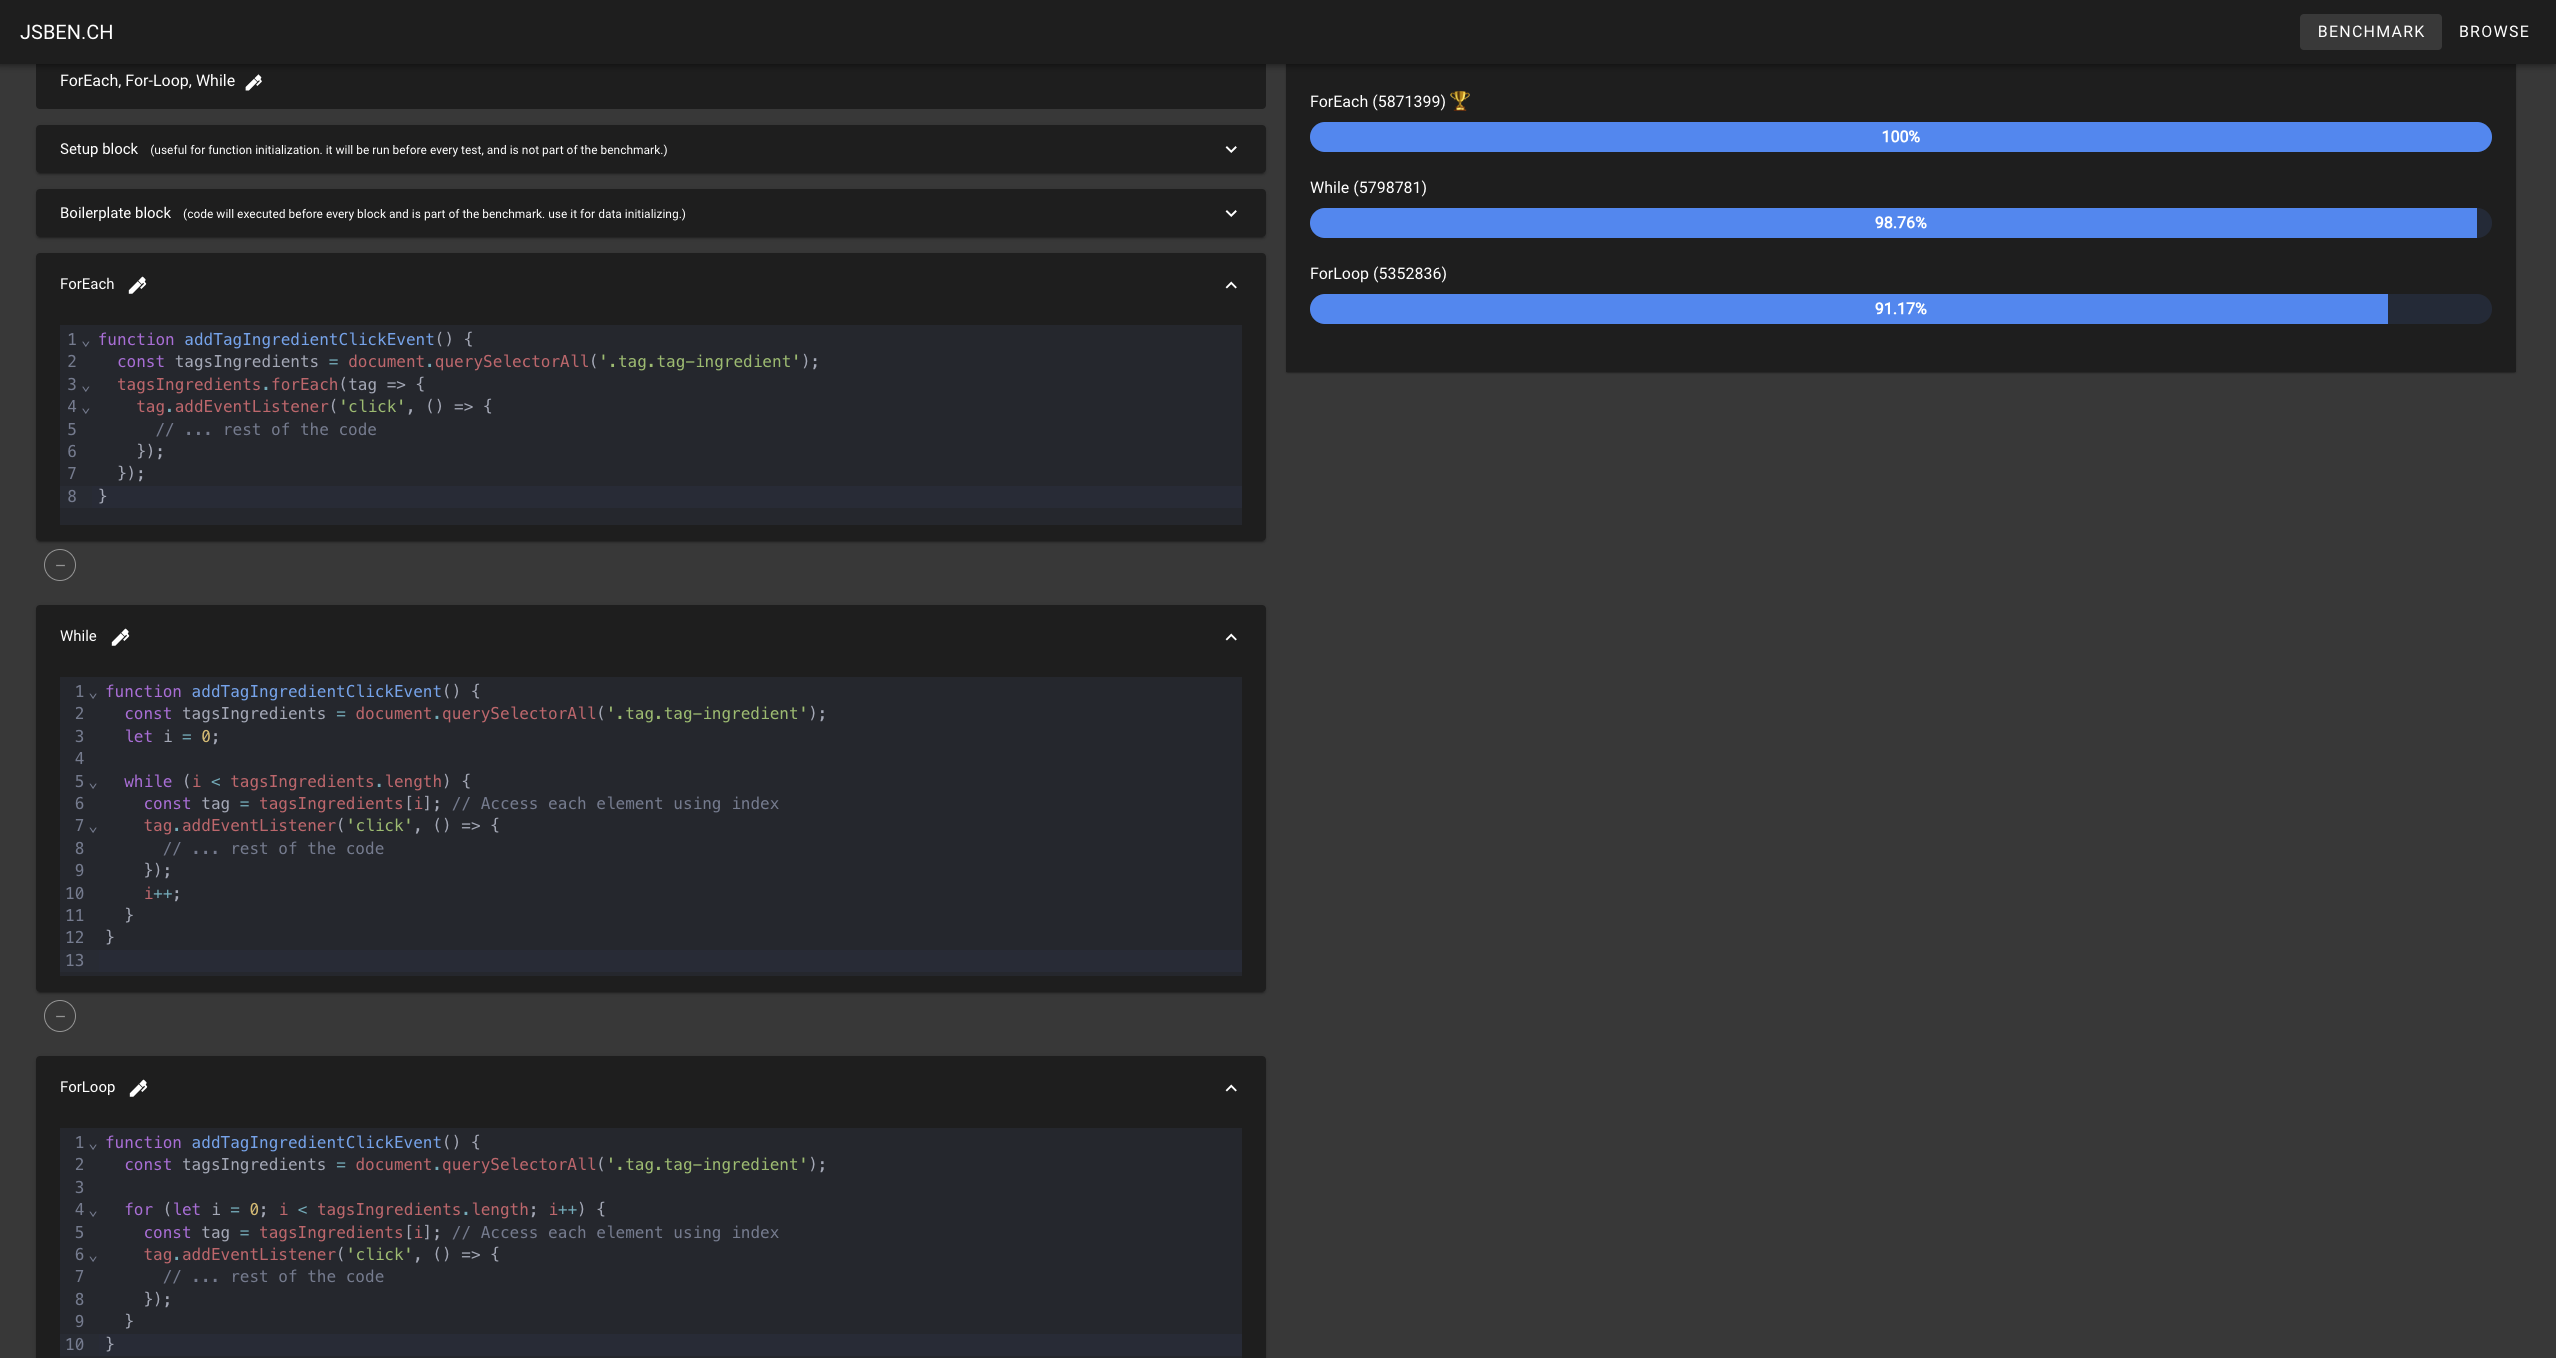 JSBEN.CH
BENCHMARK BROWSE
ForEach, For-Loop, While
Setup block (useful for function initialization. it will be run before every test, and is not part of the benchmark.)
Boilerplate block (code will executed before every block and is part of the benchmark. use it for data initializing.)
ForEach
1 function addTagIngredientClickEvent() {
2   const tagsIngredients = document.querySelectorAll('.tag.tag-ingredient');
3   tagsIngredients.forEach(tag => {
4     tag.addEventListener('click', () => {
5       // ... rest of the code
6     });
7   });
8 }
−
While
1 function addTagIngredientClickEvent() {
2   const tagsIngredients = document.querySelectorAll('.tag.tag-ingredient');
3   let i = 0;
4
5   while (i < tagsIngredients.length) {
6     const tag = tagsIngredients[i]; // Access each element using index
7     tag.addEventListener('click', () => {
8       // ... rest of the code
9     });
10     i++;
11   }
12 }
13
−
ForLoop
1 function addTagIngredientClickEvent() {
2   const tagsIngredients = document.querySelectorAll('.tag.tag-ingredient');
3
4   for (let i = 0; i < tagsIngredients.length; i++) {
5     const tag = tagsIngredients[i]; // Access each element using index
6     tag.addEventListener('click', () => {
7       // ... rest of the code
8     });
9   }
10 }
ForEach (5871399) 🏆
100%
While (5798781)
98.76%
ForLoop (5352836)
91.17%